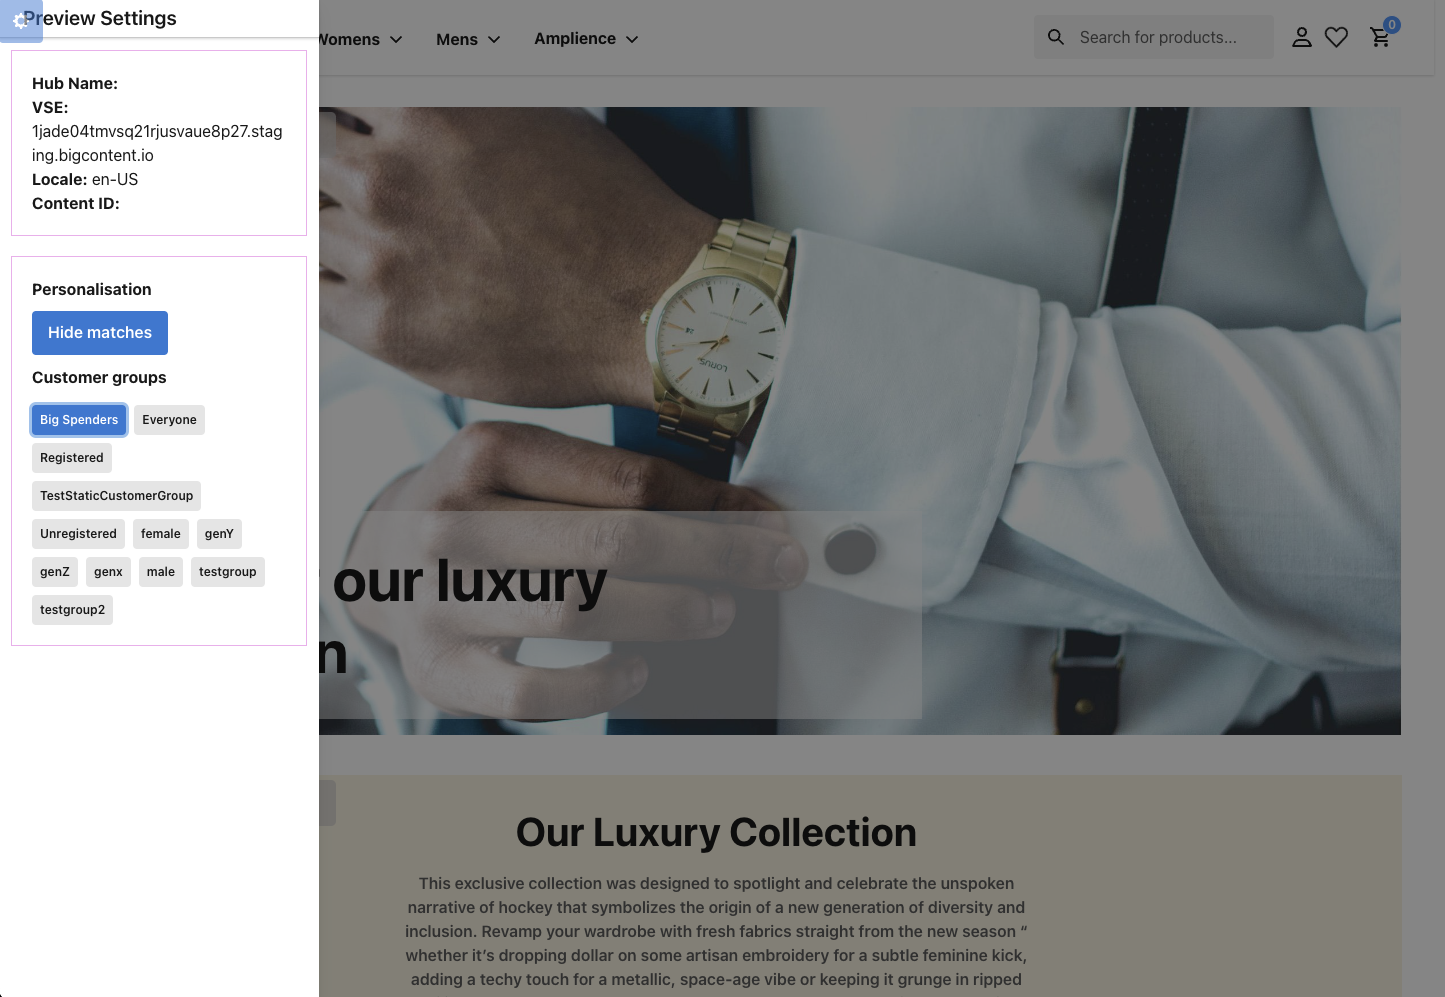 Preview Settings
Womens
Mens
Amplience
Search for products...
0
Hub Name:
VSE:
1jade04tmvsq21rjusvaue8p27.stag
ing.bigcontent.io
Locale: en-US
Content ID:
Personalisation
Hide matches
Customer groups
Big Spenders
Everyone
Registered
TestStaticCustomerGroup
Unregistered
female
genY
genZ
genx
male
testgroup
testgroup2
LORUS
our luxury
n
Our Luxury Collection
This exclusive collection was designed to spotlight and celebrate the unspoken
narrative of hockey that symbolizes the origin of a new generation of diversity and
inclusion. Revamp your wardrobe with fresh fabrics straight from the new season “
whether it’s dropping dollar on some artisan embroidery for a subtle feminine kick,
adding a techy touch for a metallic, space-age vibe or keeping it grunge in ripped